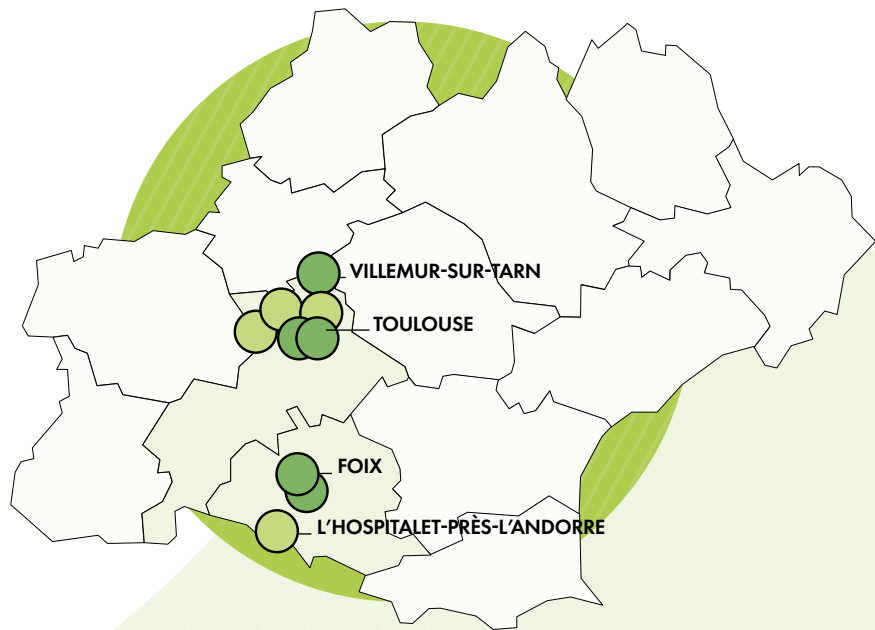 VILLEMUR-SUR-TARN
TOULOUSE
FOIX
L'HOSPITALET-PRÈS-L'ANDORRE